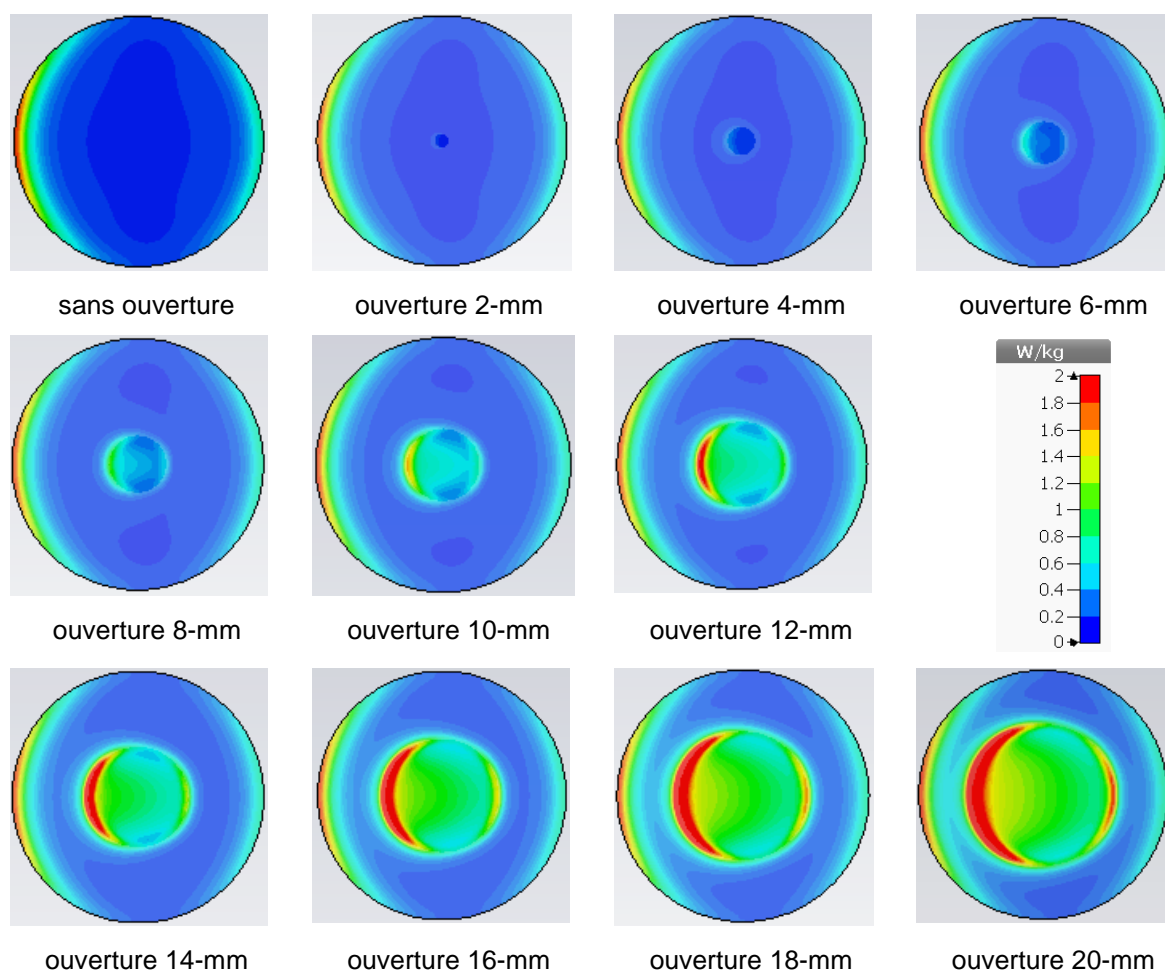 sans ouverture
ouverture 2-mm
ouverture 4-mm
ouverture 6-mm
ouverture 8-mm
ouverture 10-mm
ouverture 12-mm
W/kg
2
1.8
1.6
1.4
1.2
1
0.8
0.6
0.4
0.2
0
ouverture 14-mm
ouverture 16-mm
ouverture 18-mm
ouverture 20-mm